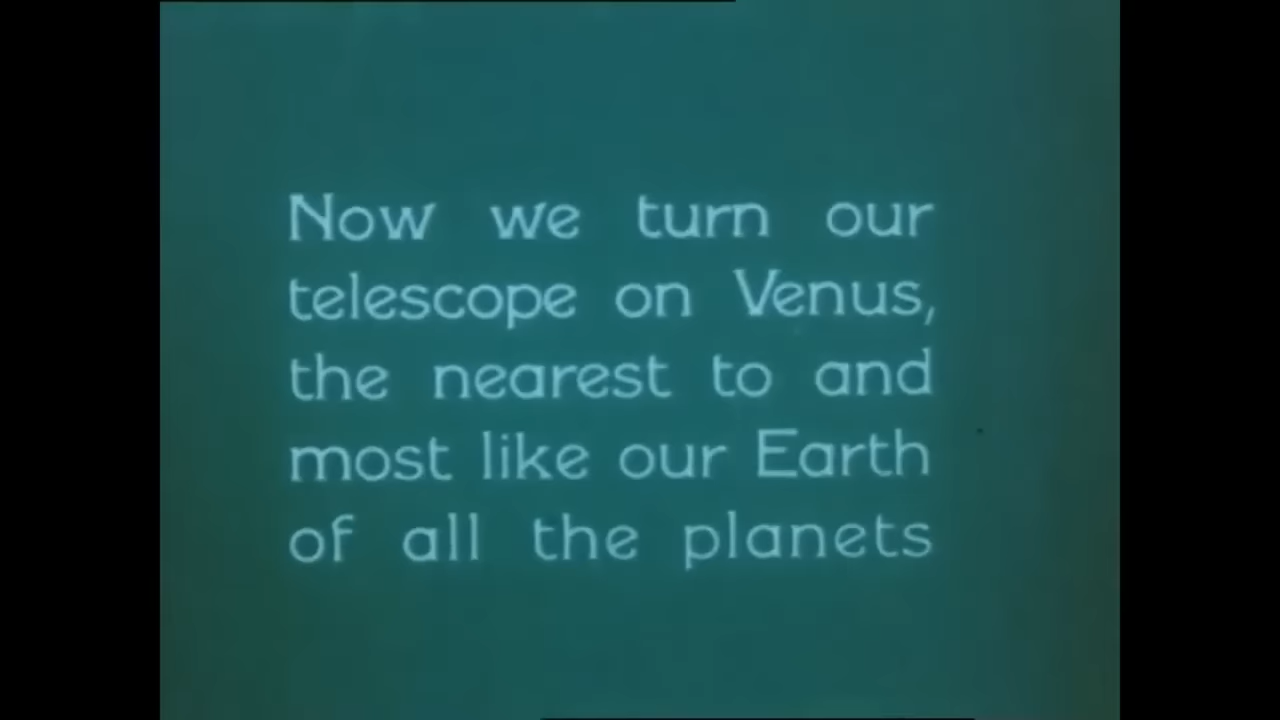 Now we turn our
telescope on Venus,
the nearest to and
most like our Earth
of all the planets